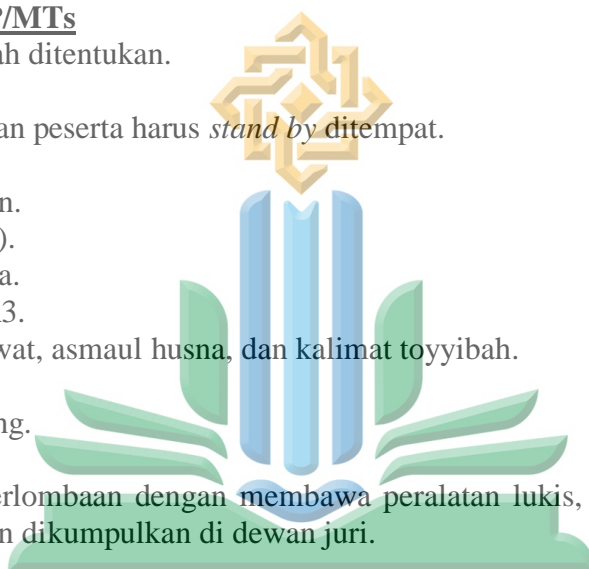 /MTs
ah ditentukan.
an peserta harus stand by ditempat.
n.
).
a.
3.
wat, asmaul husna, dan kalimat toyyibah.
ng.
erlombaan dengan membawa peralatan lukis,
n dikumpulkan di dewan juri.